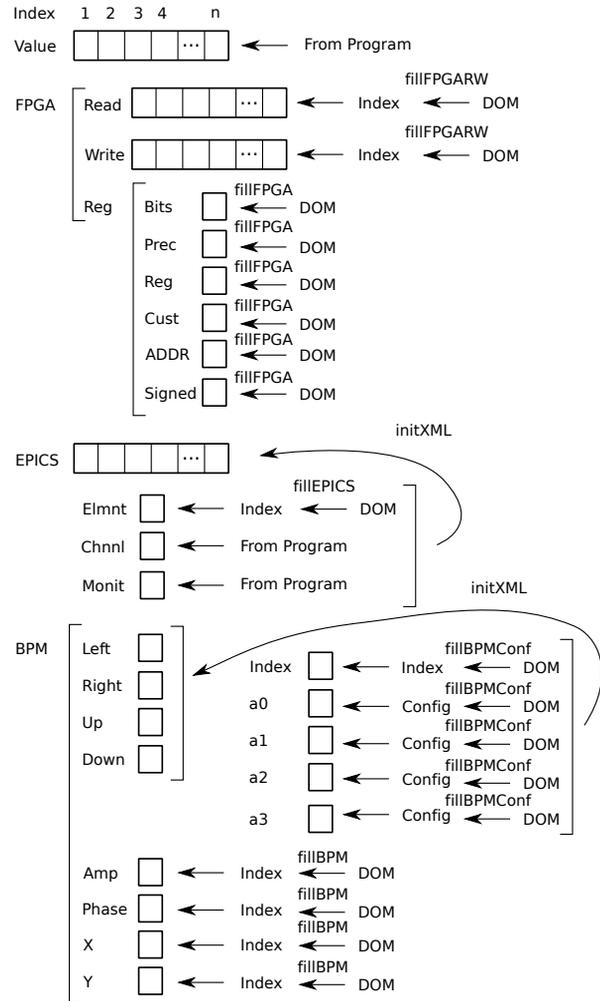 Index 1 2 3 4 n
Value ... From Program
fillFPGARW
FPGA Read ... Index DOM
fillFPGARW
Write ... Index DOM
fillFPGA
Reg Bits DOM
fillFPGA
Prec DOM
fillFPGA
Reg DOM
fillFPGA
Cust DOM
fillFPGA
ADDR DOM
fillFPGA
Signed DOM
initXML
EPICS ...
fillEPICS
Elmnt Index DOM
Chnnl From Program
Monit From Program
initXML
BPM Left
Right
Up
Down
fillBPMConf
Index Index DOM
fillBPMConf
a0 Config DOM
fillBPMConf
a1 Config DOM
fillBPMConf
a2 Config DOM
fillBPMConf
a3 Config DOM
fillBPM
Amp Index DOM
fillBPM
Phase Index DOM
fillBPM
X Index DOM
fillBPM
Y Index DOM